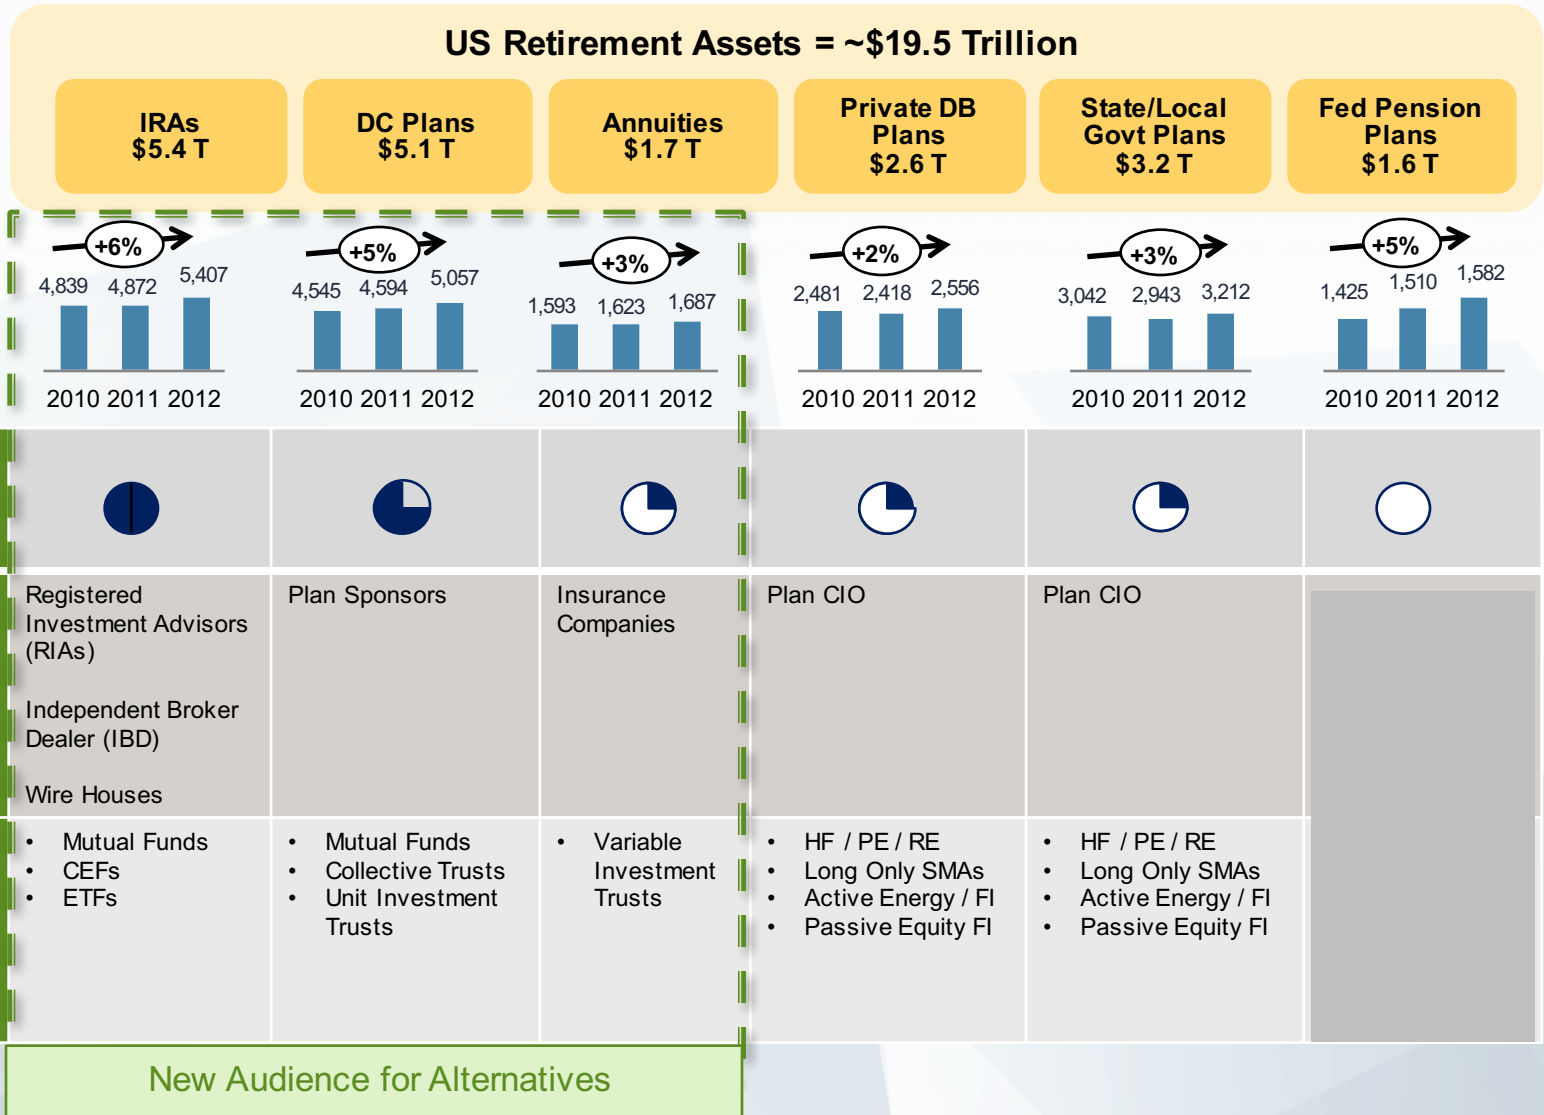 US Retirement Assets = ~$19.5 Trillion
IRAs
$5.4 T
DC Plans
$5.1 T
Annuities
$1.7 T
Private DB
Plans
$2.6 T
State/Local
Govt Plans
$3.2 T
Fed Pension
Plans
$1.6 T
+6%
4,839 4,872 5,407
2010 2011 2012
+5%
4,545 4,594 5,057
2010 2011 2012
+3%
1,593 1,623 1,687
2010 2011 2012
+2%
2,481 2,418 2,556
2010 2011 2012
+3%
3,042 2,943 3,212
2010 2011 2012
+5%
1,425 1,510 1,582
2010 2011 2012
Registered
Investment Advisors
(RIAs)
Independent Broker
Dealer (IBD)
Wire Houses
Plan Sponsors
Insurance
Companies
Plan CIO
Plan CIO
• Mutual Funds
• CEFs
• ETFs
• Mutual Funds
• Collective Trusts
• Unit Investment
Trusts
• Variable
Investment
Trusts
• HF / PE / RE
• Long Only SMAs
• Active Energy / FI
• Passive Equity FI
• HF / PE / RE
• Long Only SMAs
• Active Energy / FI
• Passive Equity FI
New Audience for Alternatives